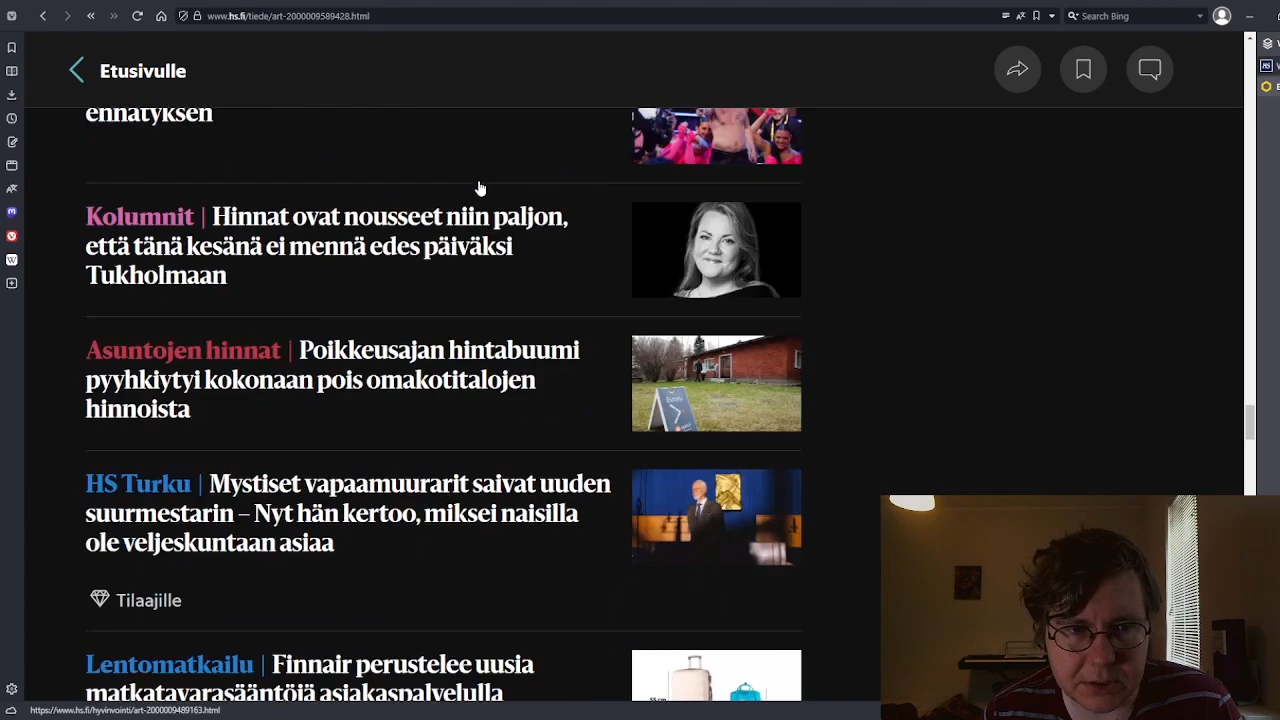 www.hs.fi/tiede/art-2000009589428.html
Search Bing
Etusivulle
ennätyksen
Kolumnit | Hinnat ovat nousseet niin paljon,
että tänä kesänä ei mennä edes päiväksi
Tukholmaan
Asuntojen hinnat | Poikkeusajan hintabuumi
pyyhkiytyi kokonaan pois omakotitalojen
hinnoista
HS Turku | Mystiset vapaamuurarit saivat uuden
suurmestarin – Nyt hän kertoo, miksei naisilla
ole veljeskuntaan asiaa
Tilaajille
Lentomatkailu | Finnair perustelee uusia
matkatavarasääntöjä asiakaspalvelulla
https://www.hs.fi/hyvinvointi/art-2000009489163.html